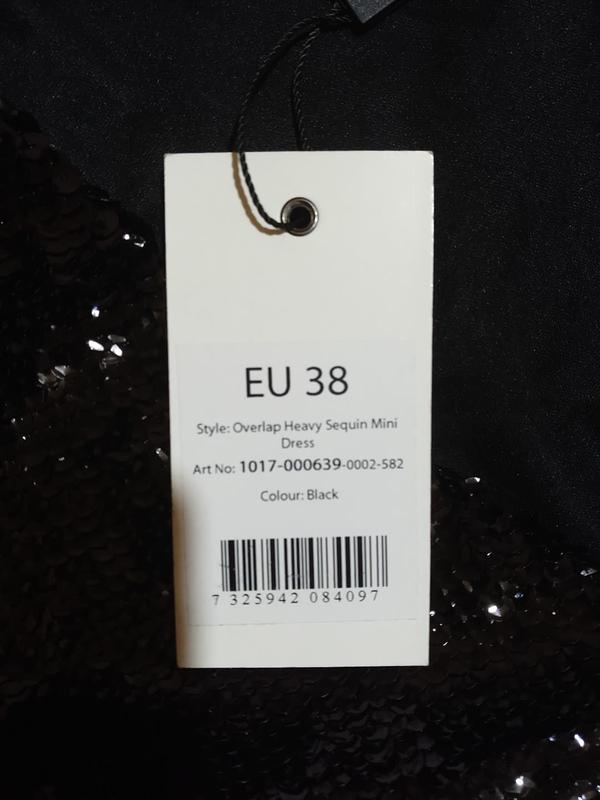 EU 38
Style: Overlap Heavy Sequin Mini
Dress
Art No: 1017-000639-0002-582
Colour: Black
7 325942 084097